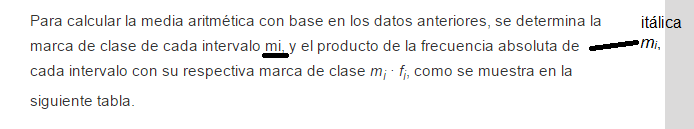 Para calcular la media aritmética con base en los datos anteriores, se determina la
marca de clase de cada intervalo mi, y el producto de la frecuencia absoluta de
cada intervalo con su respectiva marca de clase mᵢ · fᵢ, como se muestra en la
siguiente tabla.
itálica
mᵢ,